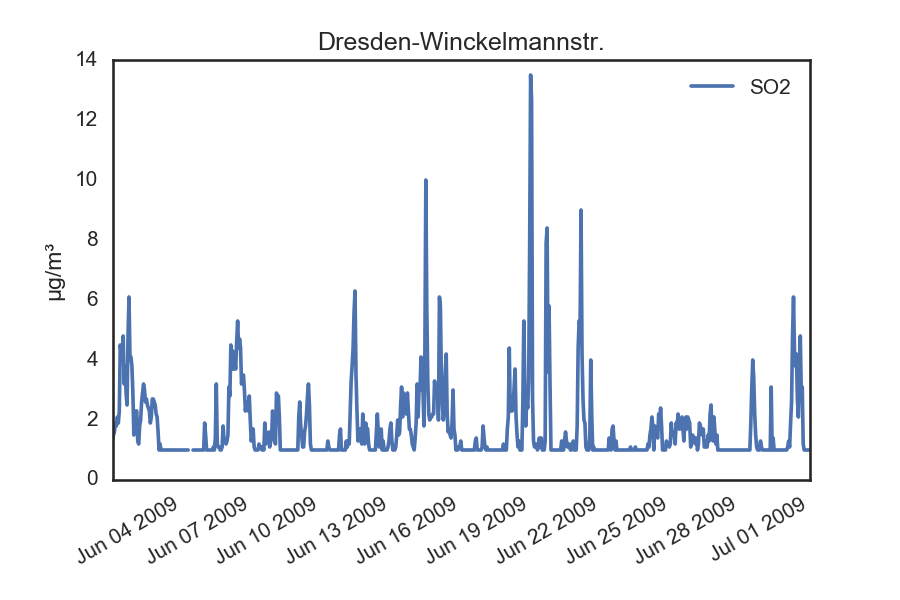 Dresden-Winckelmannstr.
14
12
10
8
6
4
2
0
µg/m³
SO2
Jun 04 2009
Jun 07 2009
Jun 10 2009
Jun 13 2009
Jun 16 2009
Jun 19 2009
Jun 22 2009
Jun 25 2009
Jun 28 2009
Jul 01 2009